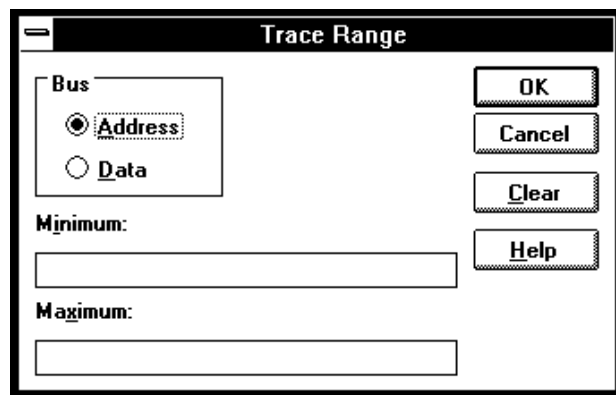 Trace Range
Bus
Address
Data
Minimum:
Maximum:
OK
Cancel
Clear
Help